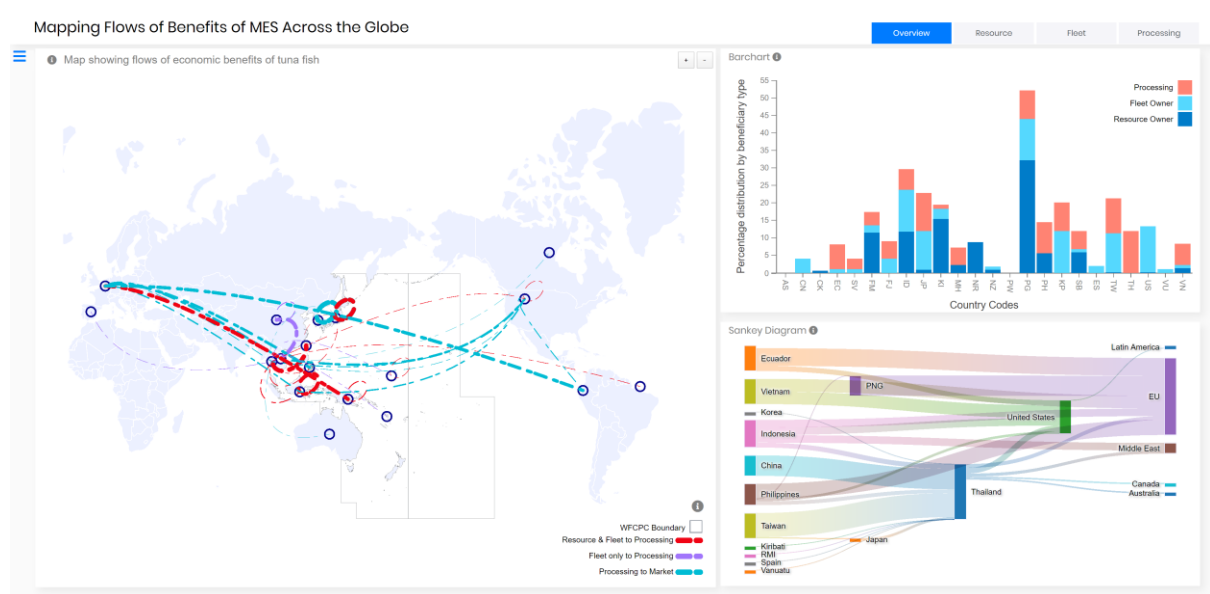 Mapping Flows of Benefits of MES Across the Globe
Overview
Resource
Fleet
Processing
Map showing flows of economic benefits of tuna fish
+
-
WFCPC Boundary
Resource & Fleet to Processing
Fleet only to Processing
Processing to Market
Barchart
Percentage distribution by beneficiary type
55
50
45
40
35
30
25
20
15
10
5
0
Processing
Fleet Owner
Resource Owner
AS
CN
CK
EC
SV
FM
FJ
ID
JP
KI
MH
NR
NZ
PW
PG
PH
KP
SB
ES
TW
TH
US
VU
VN
Country Codes
Sankey Diagram
Ecuador
Vietnam
Korea
Indonesia
China
Philippines
Taiwan
Kiribati
RMI
Spain
Vanuatu
PNG
Japan
Thailand
United States
Latin America
EU
Middle East
Canada
Australia